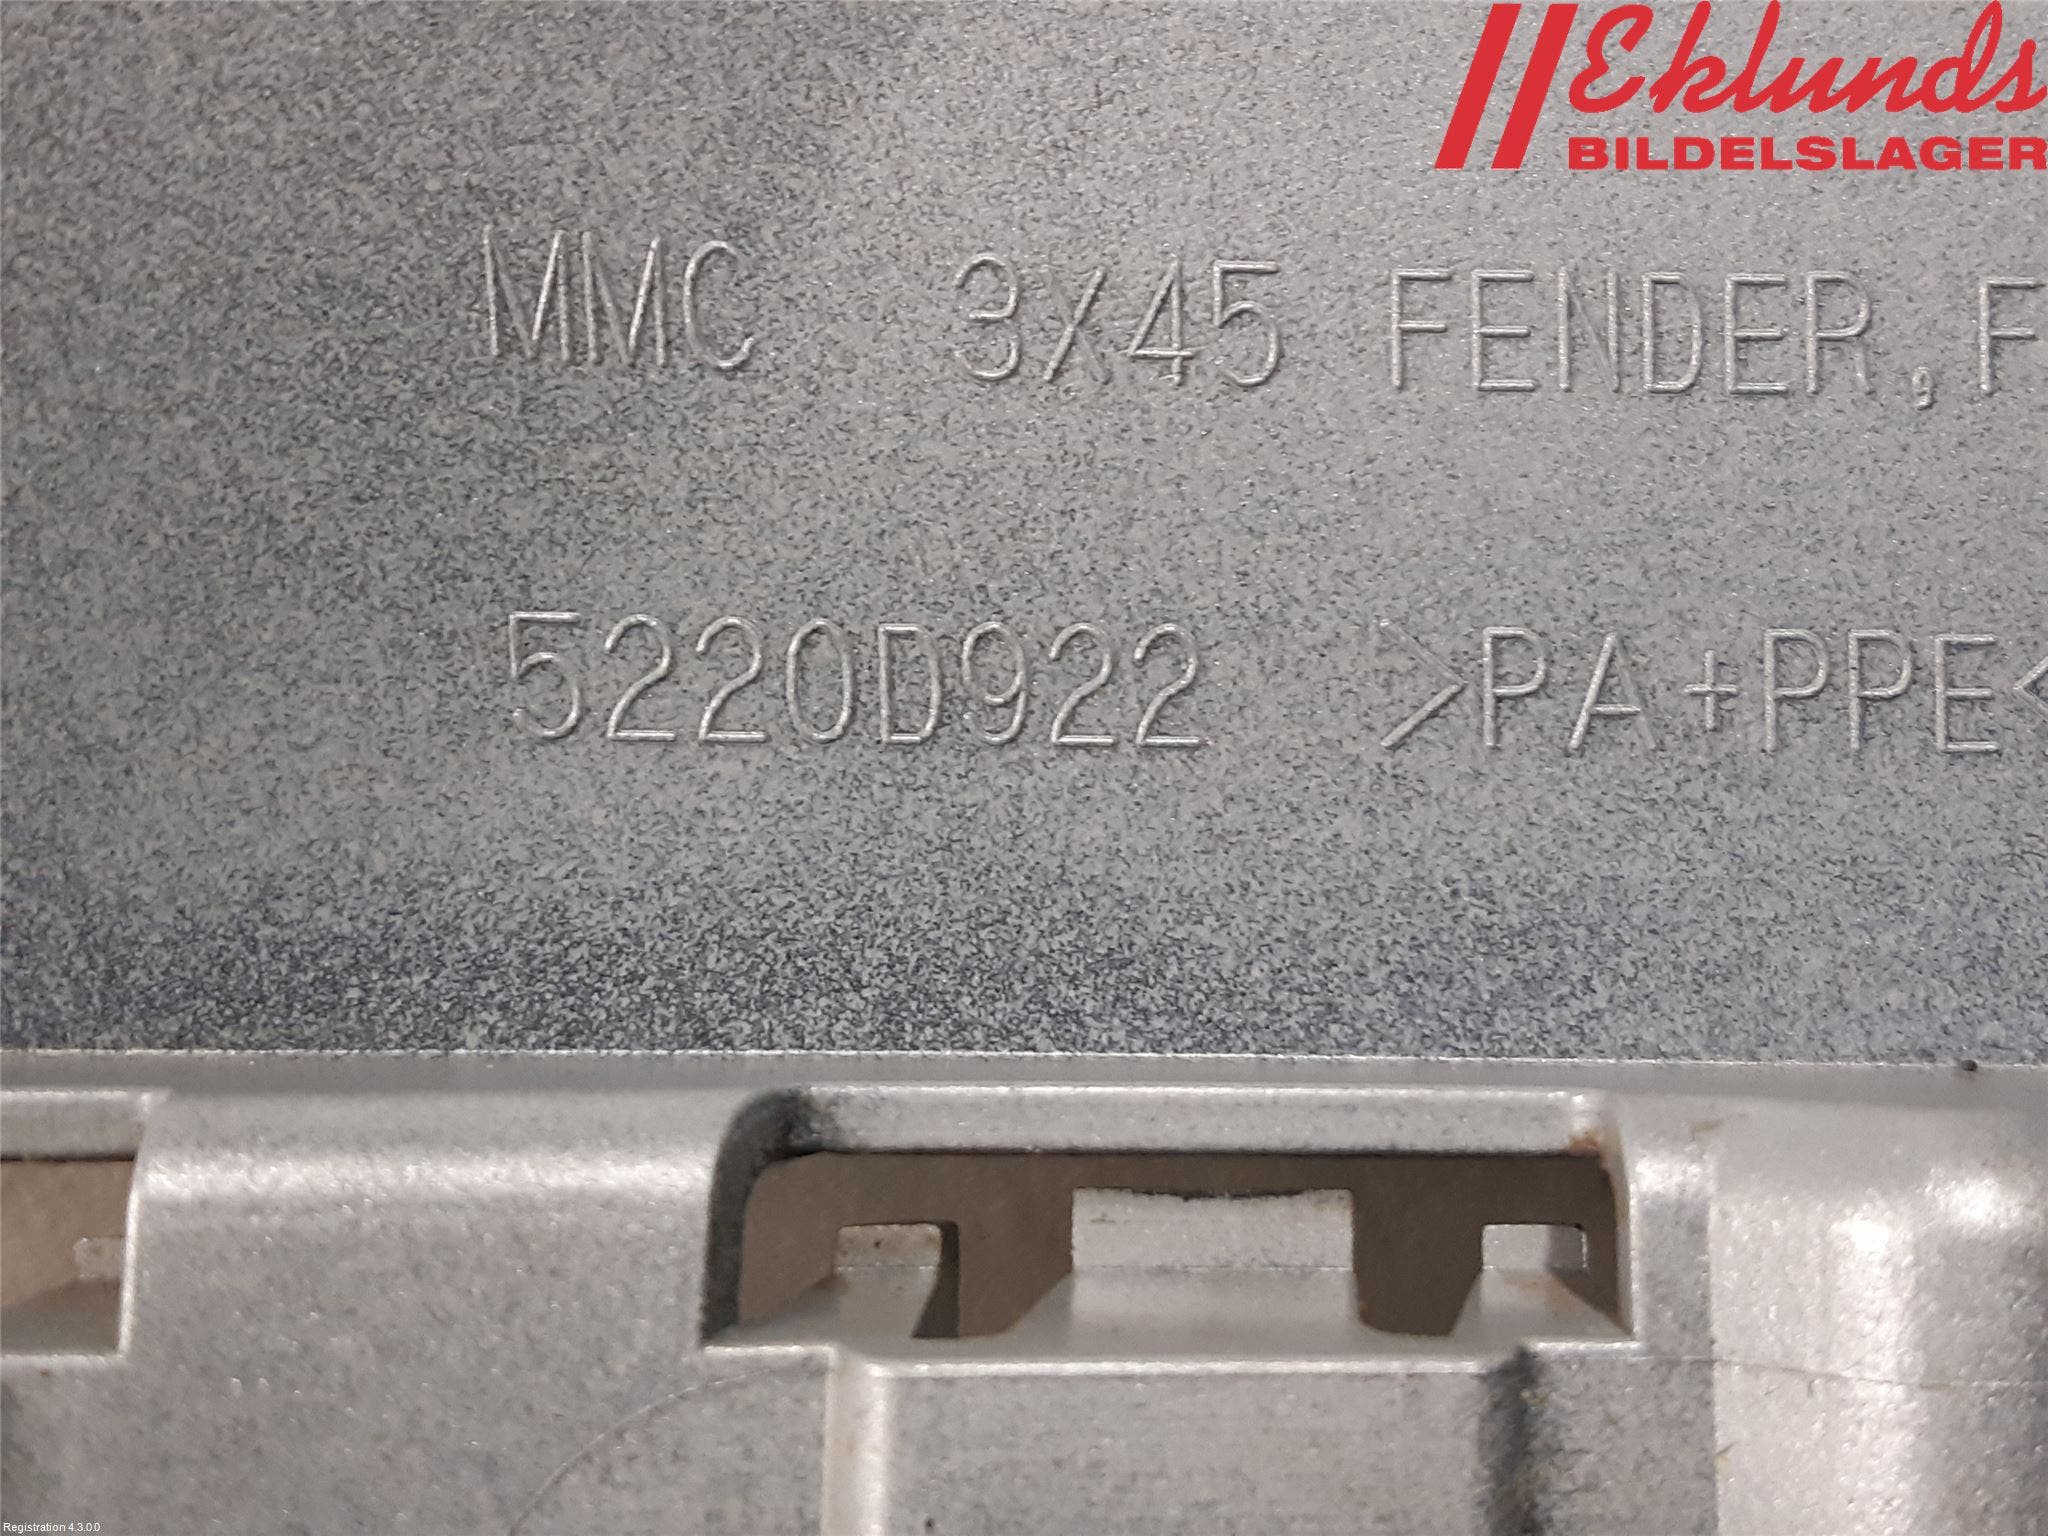 Eklunds
BILDELSLAGER
MMC 3X45 FENDER, F
5220D922 >PA+PPE<
Registration 4.3.0.0